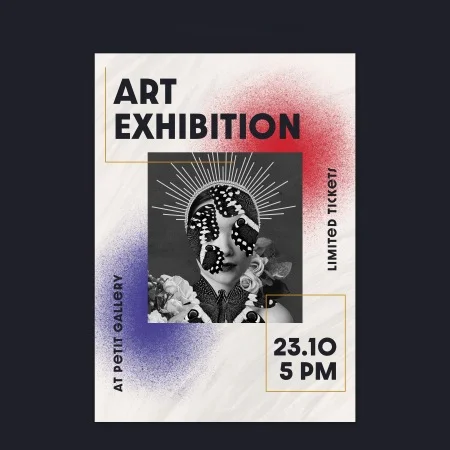 ART
EXHIBITION
LIMITED TICKETS
AT PETIT GALLERY
23.10
5 PM